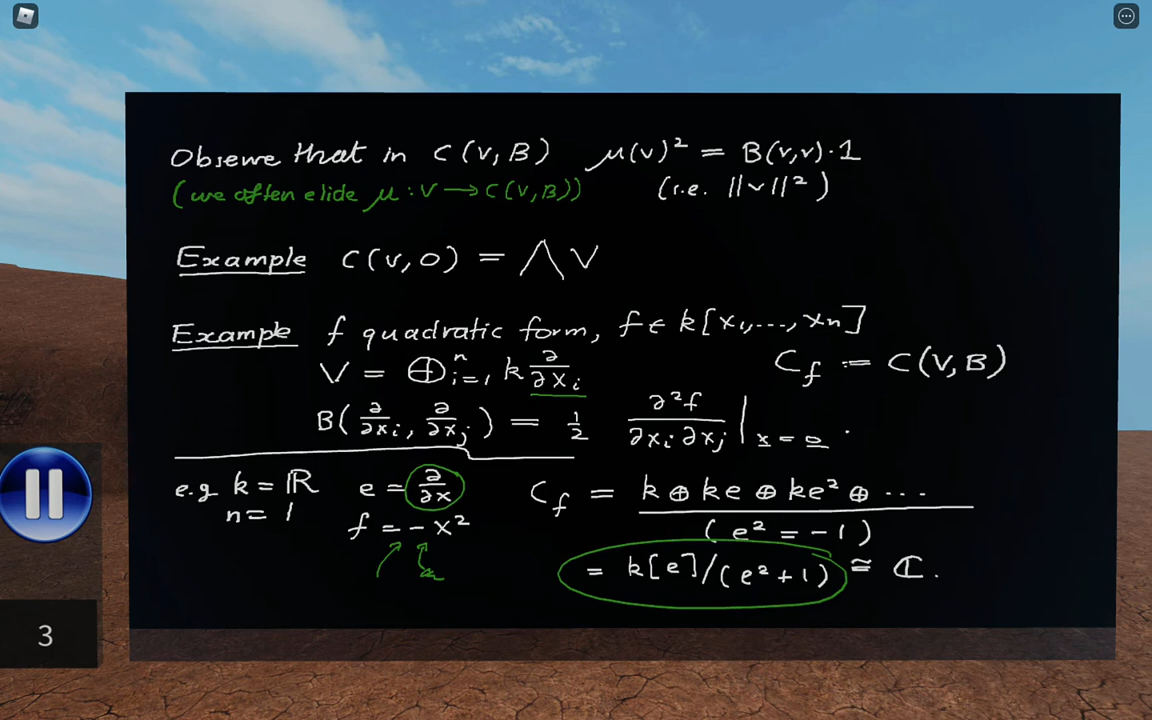 Observe that in C(V,B) μ(v)² = B(v,v)·1
(we often elide μ : V → C(V,B)) (i.e. ||v||²)
Example C(V,0) = ⋀V
Example f quadratic form, f ∈ k[x₁,...,xₙ]
V = ⊕ⁿᵢ₌₁ k ∂/∂xᵢ C_f := C(V,B)
B(∂/∂xᵢ, ∂/∂xⱼ) = 1/2 ∂²f/∂xᵢ∂xⱼ |ₓ₌₀.
e.g k = ℝ e = ∂/∂x C_f = k ⊕ ke ⊕ ke² ⊕ ... / (e² = -1)
n = 1 f = -x²
= k[e]/(e²+1) ≅ ℂ.
3